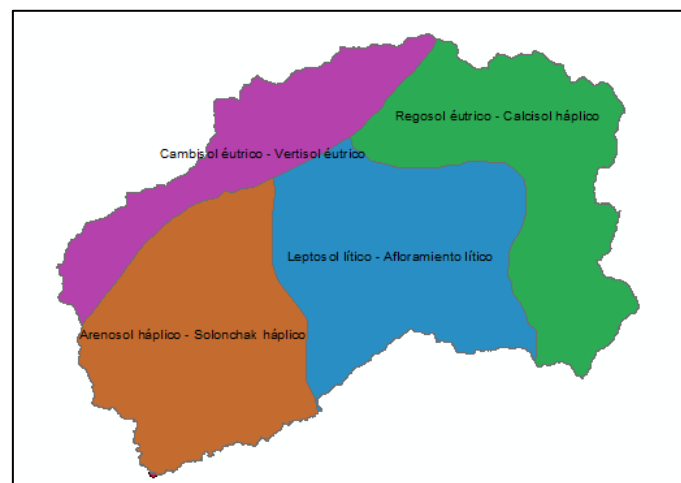 Regosol éutrico - Calcisol háplico
Cambisol éutrico - Vertisol éutrico
Leptosol lítico - Afloramiento lítico
Arenosol háplico - Solonchak háplico